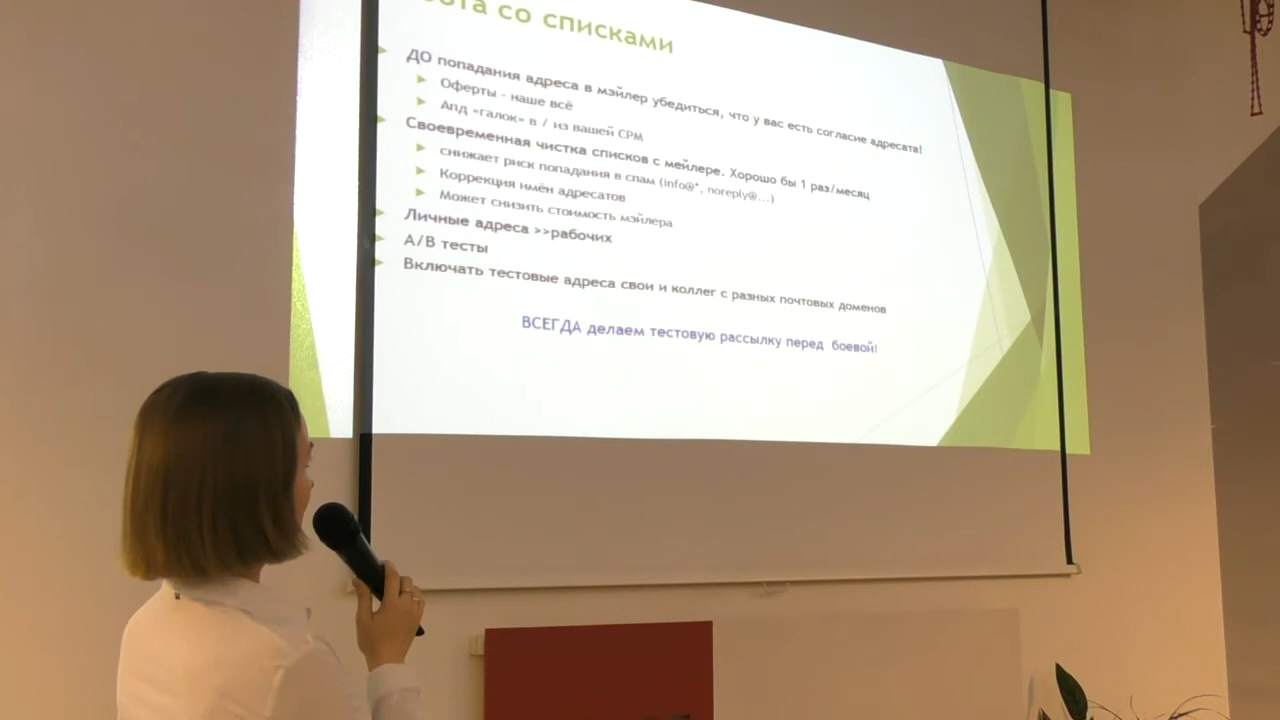 со списками
ДО попадания адреса в мэйлер убедиться, что у вас есть согласие адресата!
Оферты - наше всё
Апд «галок» в / из вашей СРМ
Своевременная чистка списков с мейлере. Хорошо бы 1 раз/месяц
снижает риск попадания в спам (info@*, noreply@...)
Коррекция имён адресатов
Может снизить стоимость мэйлера
Личные адреса >>рабочих
А/В тесты
Включать тестовые адреса свои и коллег с разных почтовых доменов
ВСЕГДА делаем тестовую рассылку перед боевой!